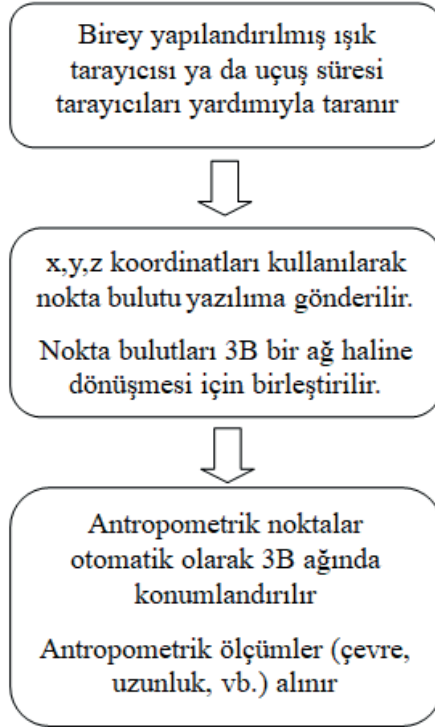 Birey yapılandırılmış ışık
tarayıcısı ya da uçuş süresi
tarayıcıları yardımıyla taranır
x,y,z koordinatları kullanılarak
nokta bulutu yazılıma gönderilir.
Nokta bulutları 3B bir ağ haline
dönüşmesi için birleştirilir.
Antropometrik noktalar
otomatik olarak 3B ağında
konumlandırılır
Antropometrik ölçümler (çevre,
uzunluk, vb.) alınır